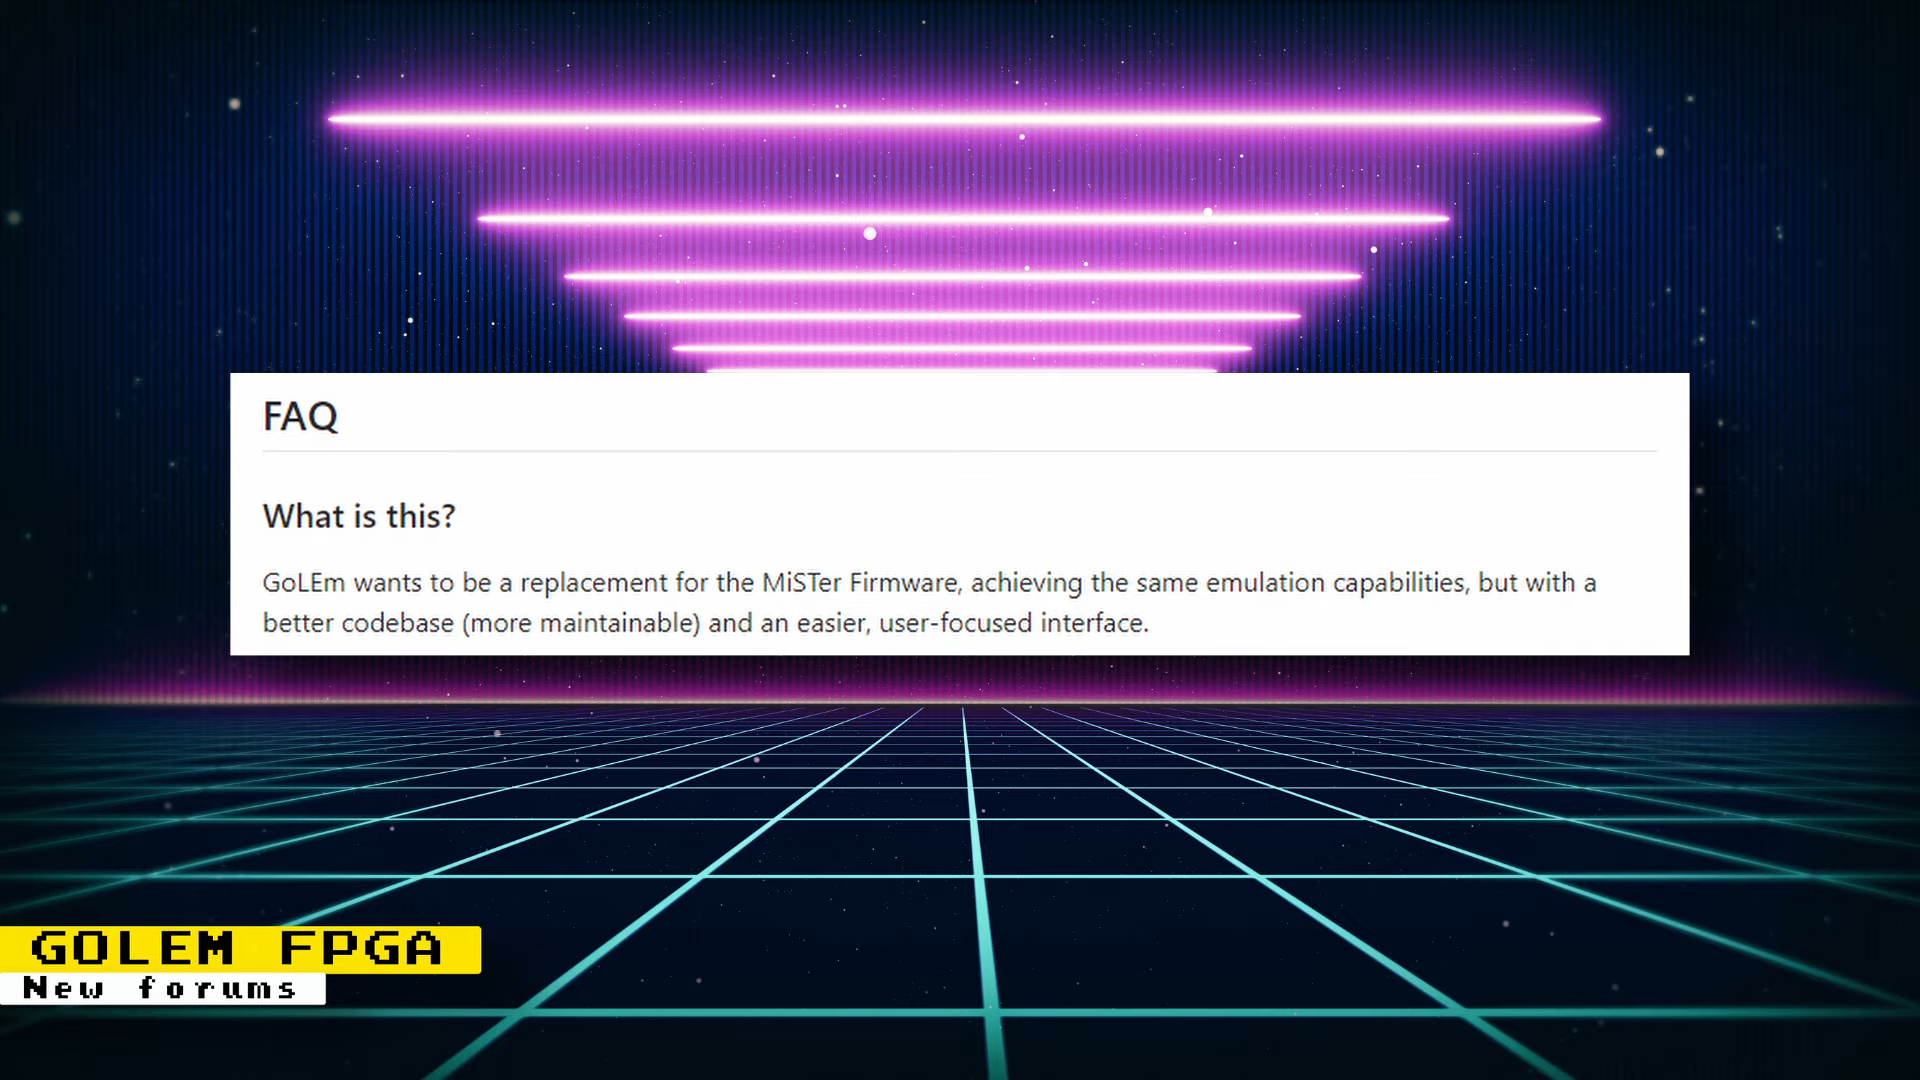 FAQ
What is this?
GoLEm wants to be a replacement for the MiSTer Firmware, achieving the same emulation capabilities, but with a
better codebase (more maintainable) and an easier, user-focused interface.
GOLEM FPGA
New forums